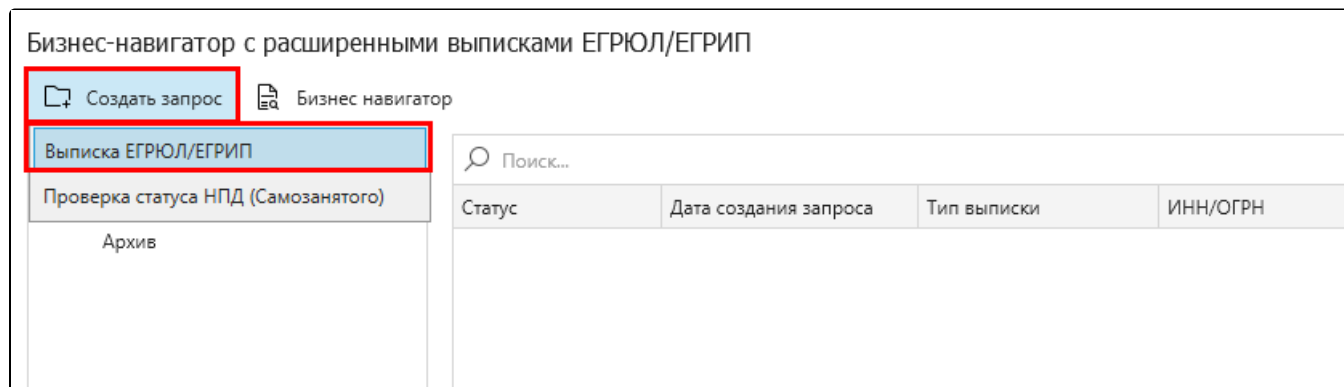 Бизнес-навигатор с расширенными выписками ЕГРЮЛ/ЕГРИП
Создать запрос Бизнес навигатор
Выписка ЕГРЮЛ/ЕГРИП
Поиск...
Проверка статуса НПД (Самозанятого)
Статус Дата создания запроса Тип выписки ИНН/ОГРН
Архив